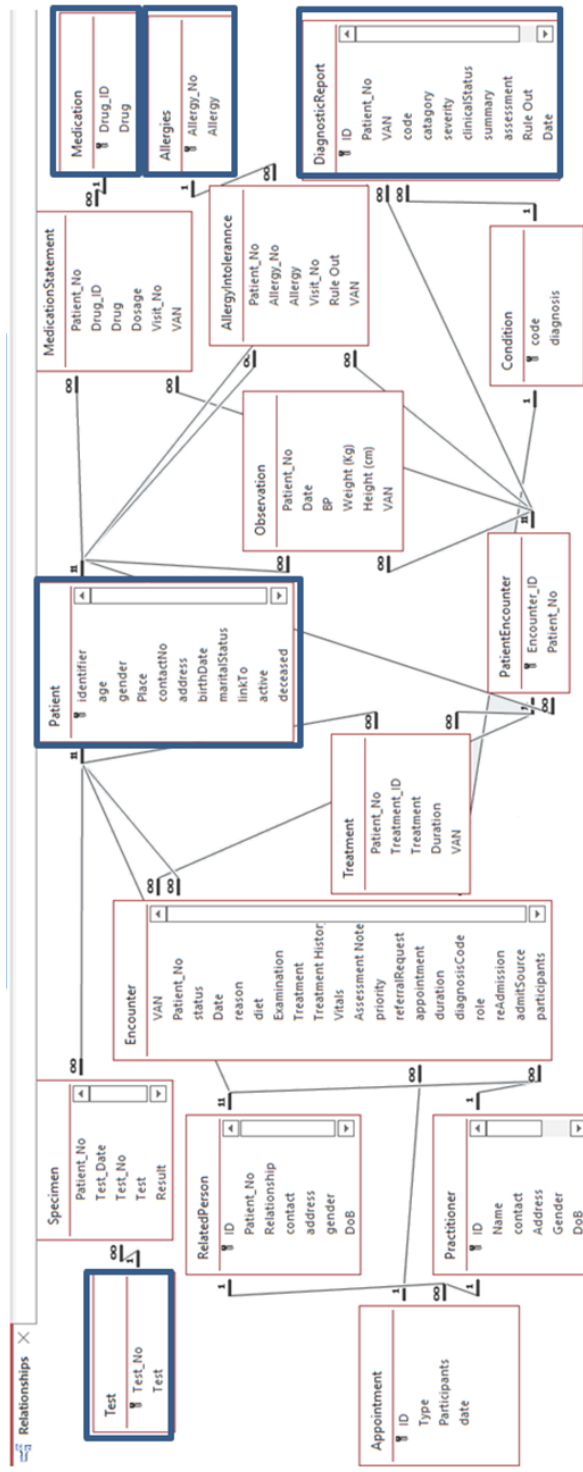 Relationships
Test
Test_No
Test
Specimen
Patient_No
Test_Date
Test_No
Test
Result
Patient
identifier
age
gender
Place
contactNo
address
birthDate
maritalStatus
linkTo
active
deceased
MedicationStatement
Patient_No
Drug_ID
Drug
Dosage
Visit_No
VAN
Medication
Drug_ID
Drug
Allergies
Allergy_No
Allergy
RelatedPerson
ID
Patient_No
Relationship
contact
address
gender
DoB
Encounter
VAN
Patient_No
status
Date
reason
diet
Examination
Treatment
Treatment Histor
Vitals
Assessment Note
priority
referralRequest
appointment
duration
diagnosisCode
role
reAdmission
admitSource
participants
Observation
Patient_No
Date
BP
Weight (Kg)
Height (cm)
VAN
AllergyIntolerannce
Patient_No
Allergy_No
Allergy
Visit_No
Rule Out
VAN
Appointment
ID
Type
Participants
date
Practitioner
ID
Name
contact
Address
Gender
DoB
Treatment
Patient_No
Treatment_ID
Treatment
Duration
VAN
PatientEncounter
Encounter_ID
Patient_No
Condition
code
diagnosis
DiagnosticReport
ID
Patient_No
VAN
code
catagory
severity
clinicalStatus
summary
assessment
Rule Out
Date